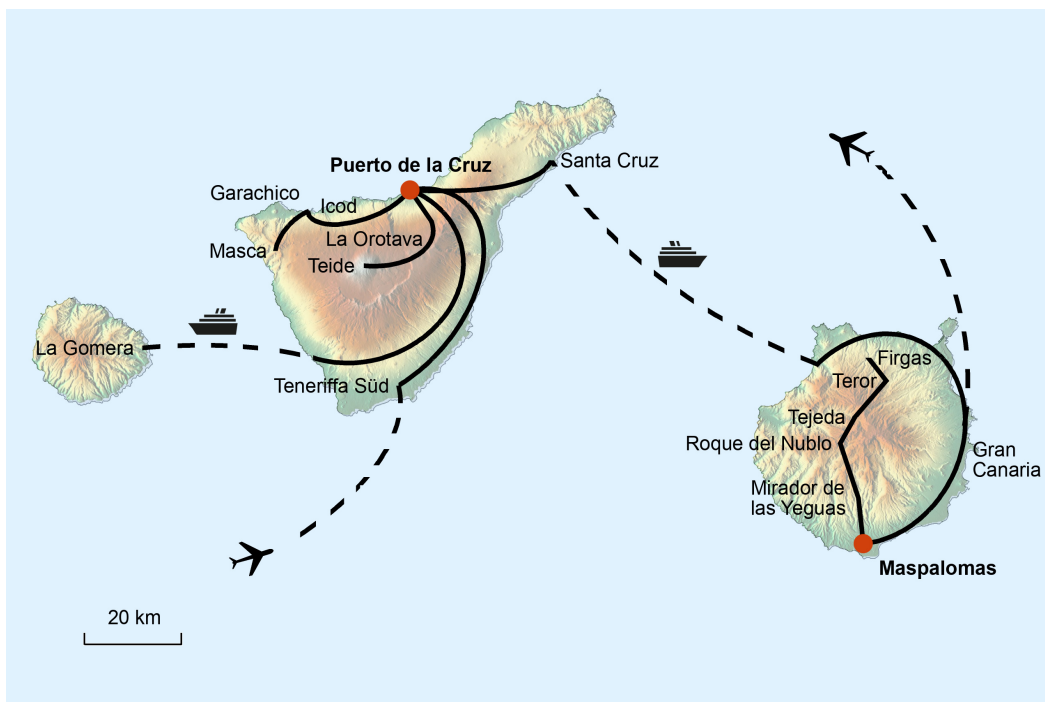 Puerto de la Cruz
Santa Cruz
Garachico
Icod
La Orotava
Masca
Teide
La Gomera
Teneriffa Süd
Firgas
Teror
Tejeda
Roque del Nublo
Gran
Canaria
Mirador de
las Yeguas
Maspalomas
20 km